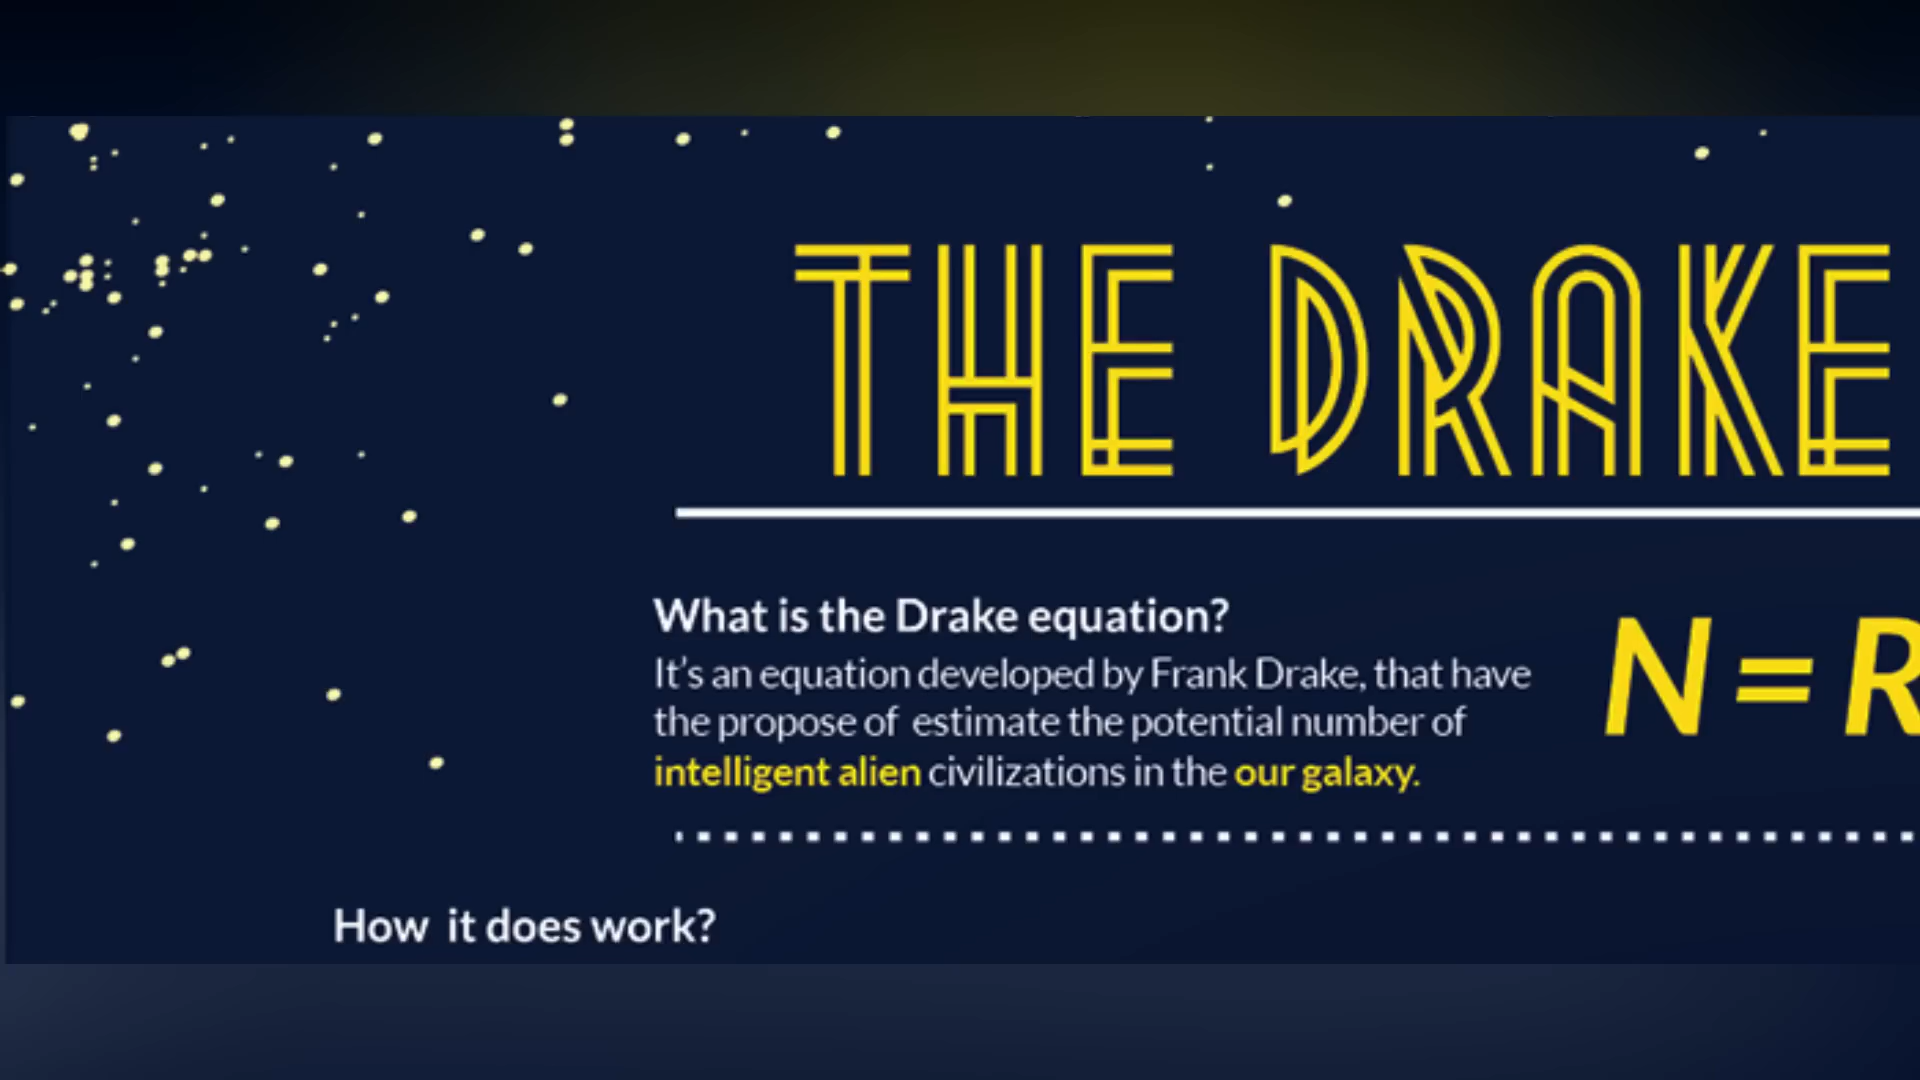 THE DRAKE
What is the Drake equation?
It's an equation developed by Frank Drake, that have
the propose of estimate the potential number of
intelligent alien civilizations in the our galaxy.
N = R
How it does work?